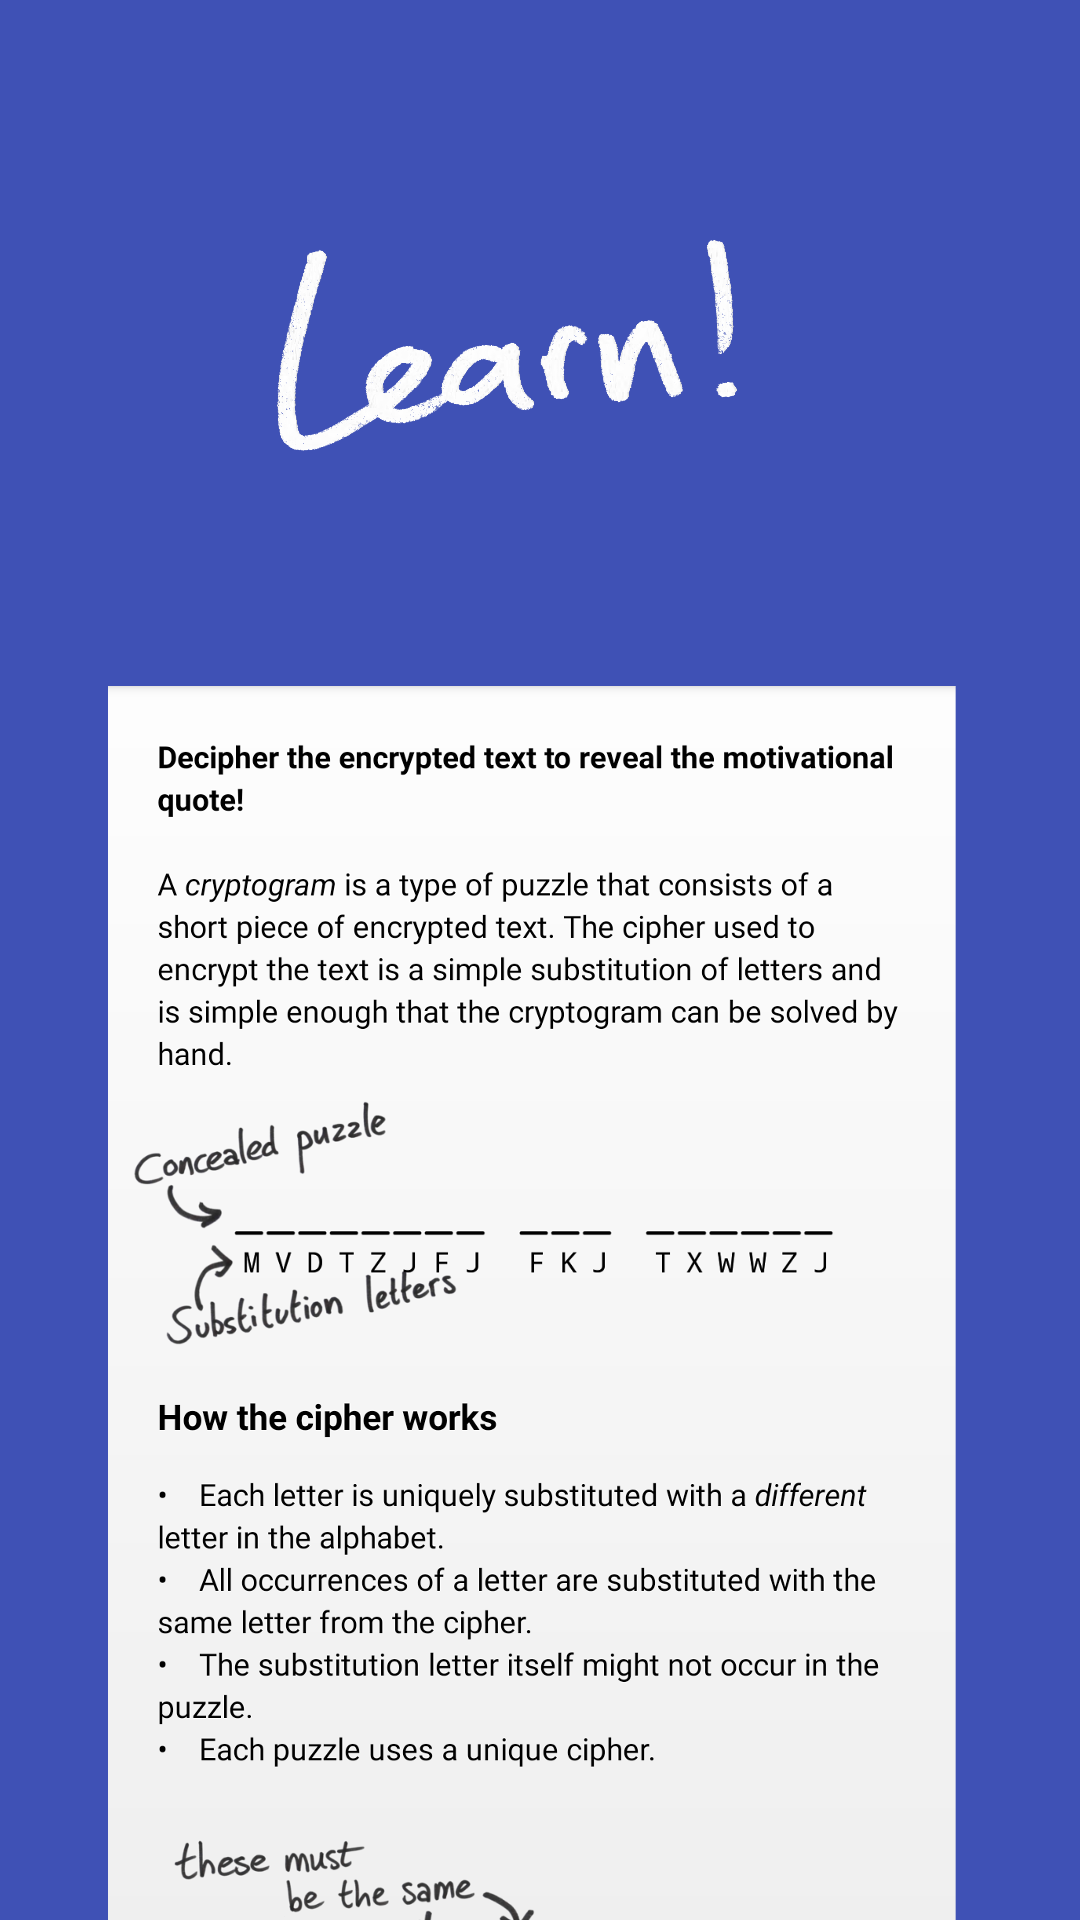 Learn!
Decipher the encrypted text to reveal the motivational
quote!
A cryptogram is a type of puzzle that consists of a
short piece of encrypted text. The cipher used to
encrypt the text is a simple substitution of letters and
is simple enough that the cryptogram can be solved by
hand.
Concealed puzzle
M V D T Z J F J F K J T X W W Z J
Substitution letters
How the cipher works
• Each letter is uniquely substituted with a different
letter in the alphabet.
• All occurrences of a letter are substituted with the
same letter from the cipher.
• The substitution letter itself might not occur in the
puzzle.
• Each puzzle uses a unique cipher.
these must
be the same